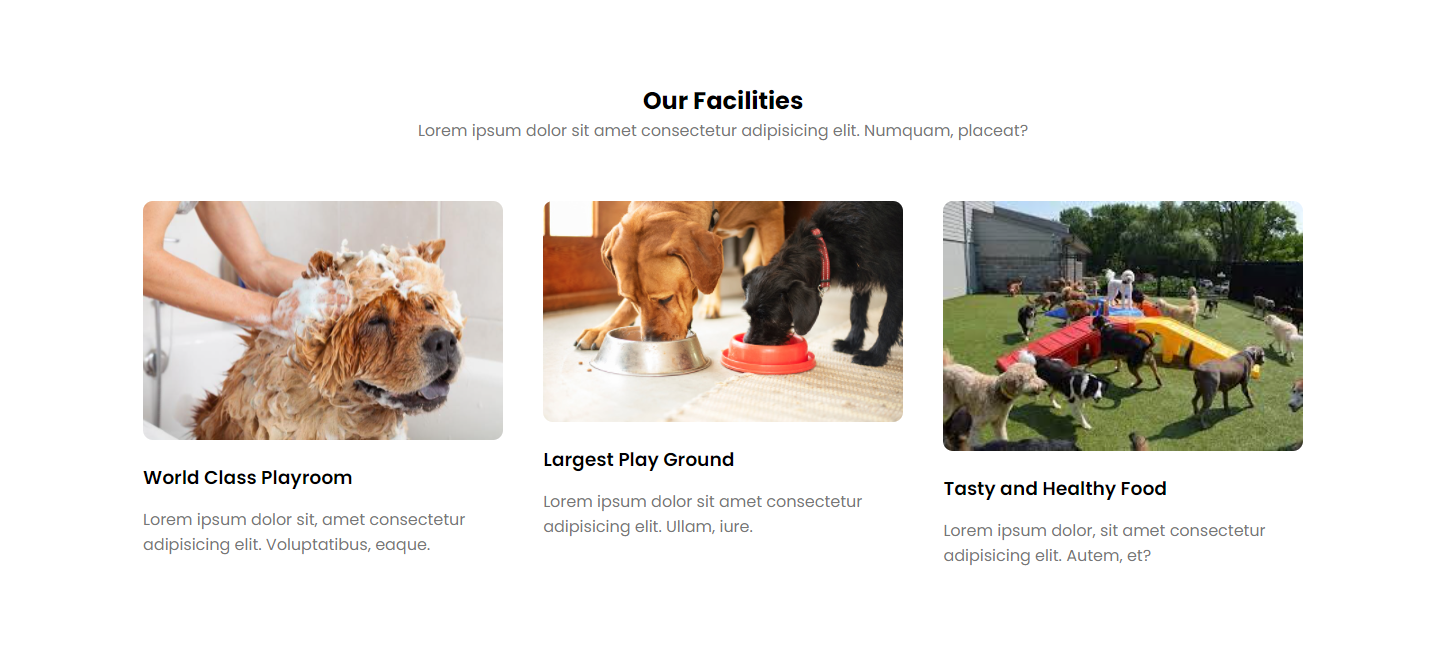 Our Facilities
Lorem ipsum dolor sit amet consectetur adipisicing elit. Numquam, placeat?
World Class Playroom
Lorem ipsum dolor sit, amet consectetur
adipisicing elit. Voluptatibus, eaque.
Largest Play Ground
Lorem ipsum dolor sit amet consectetur
adipisicing elit. Ullam, iure.
Tasty and Healthy Food
Lorem ipsum dolor, sit amet consectetur
adipisicing elit. Autem, et?